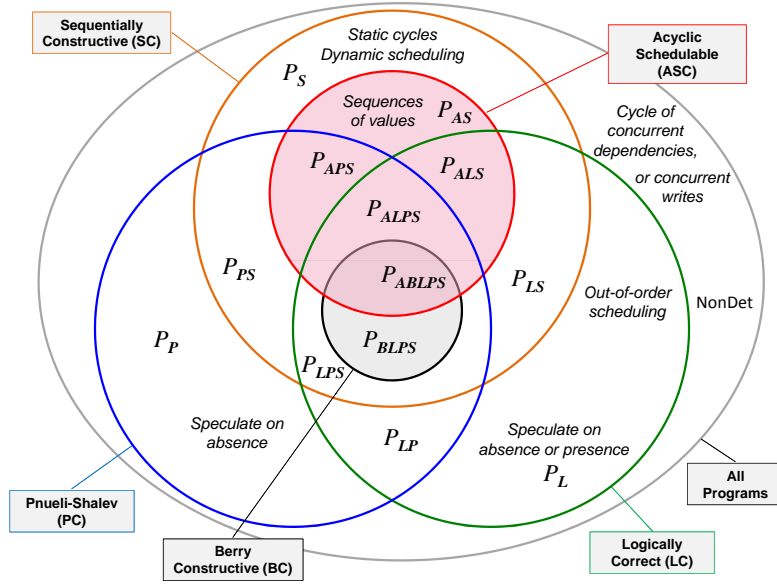 Sequentially
Constructive (SC)
Static cycles
Dynamic scheduling
Acyclic
Schedulable
(ASC)
P_S
Sequences
of values
P_AS
Cycle of
concurrent
dependencies,
or concurrent
writes
P_APS
P_ALS
P_ALPS
P_PS
P_ABLPS
P_LS
Out-of-order
scheduling
NonDet
P_P
P_BLPS
P_LPS
Speculate on
absence
P_LP
Speculate on
absence or presence
P_L
All
Programs
Pnueli-Shalev
(PC)
Berry
Constructive (BC)
Logically
Correct (LC)